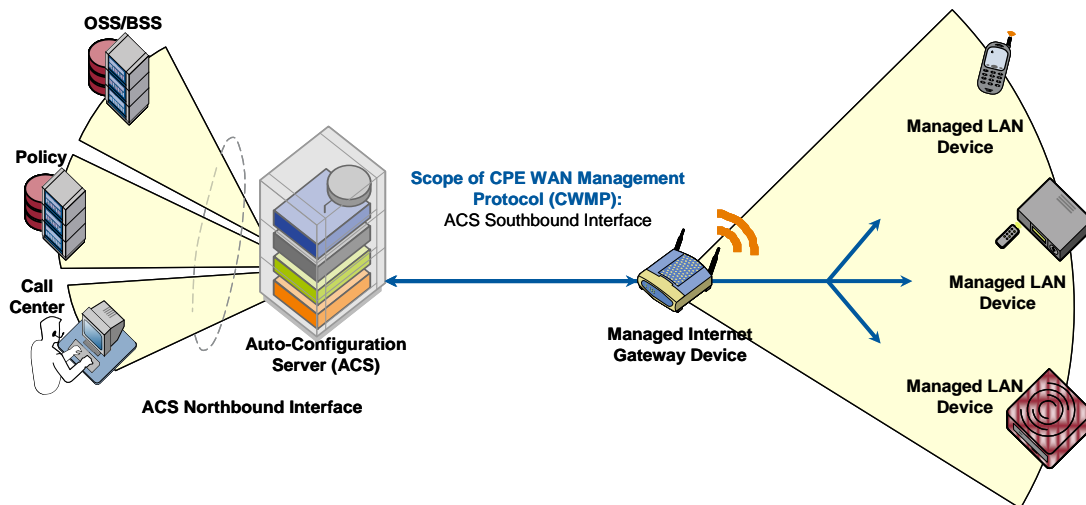 OSS/BSS
Policy
Call
Center
Auto-Configuration
Server (ACS)
ACS Northbound Interface
Scope of CPE WAN Management
Protocol (CWMP):
ACS Southbound Interface
Managed Internet
Gateway Device
Managed LAN
Device
Managed LAN
Device
Managed LAN
Device